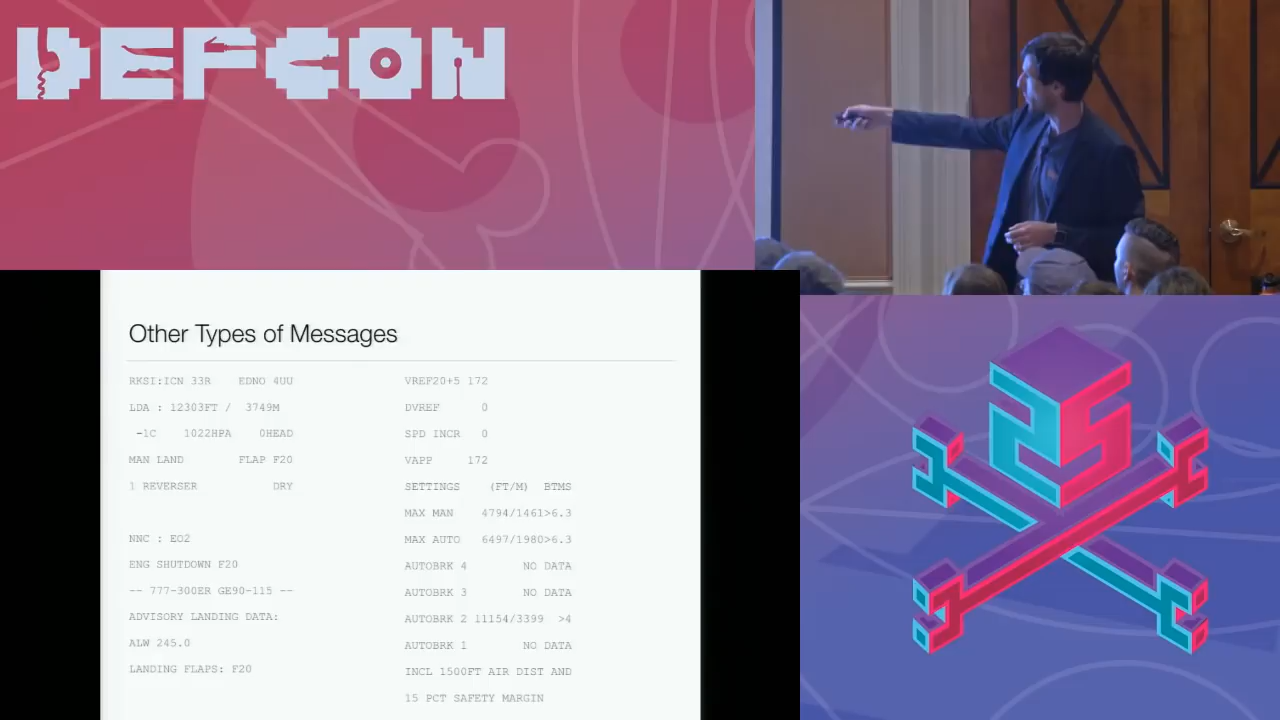 DEFCON
Other Types of Messages
RKSI:ICN 33R EDNO 4UU
LDA : 12303FT / 3749M
-1C 1022HPA 0HEAD
MAN LAND FLAP F20
1 REVERSER DRY
NNC : EO2
ENG SHUTDOWN F20
-- 777-300ER GE90-115 --
ADVISORY LANDING DATA:
ALW 245.0
LANDING FLAPS: F20
VREF20+5 172
DVREF 0
SPD INCR 0
VAPP 172
SETTINGS (FT/M) BTMS
MAX MAN 4794/1461>6.3
MAX AUTO 6497/1980>6.3
AUTOBRK 4 NO DATA
AUTOBRK 3 NO DATA
AUTOBRK 2 11154/3399 >4
AUTOBRK 1 NO DATA
INCL 1500FT AIR DIST AND
15 PCT SAFETY MARGIN
25